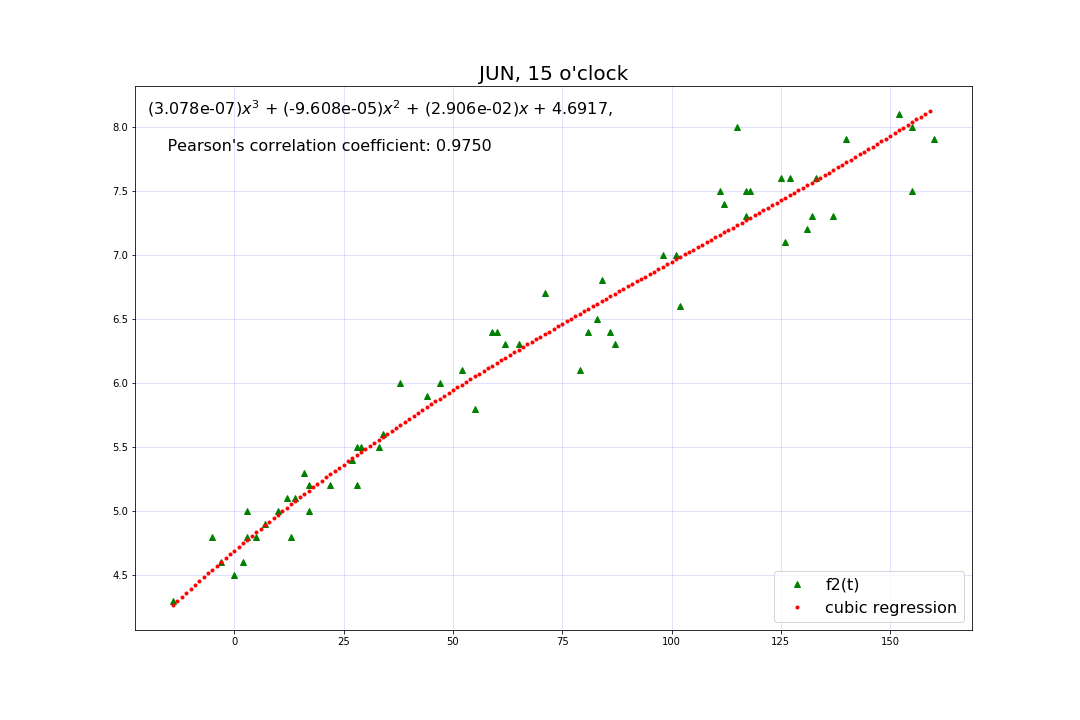 JUN, 15 o'clock
(3.078e-07)x³ + (-9.608e-05)x² + (2.906e-02)x + 4.6917,
Pearson's correlation coefficient: 0.9750
8.0
7.5
7.0
6.5
6.0
5.5
5.0
4.5
f2(t)
cubic regression
0 25 50 75 100 125 150